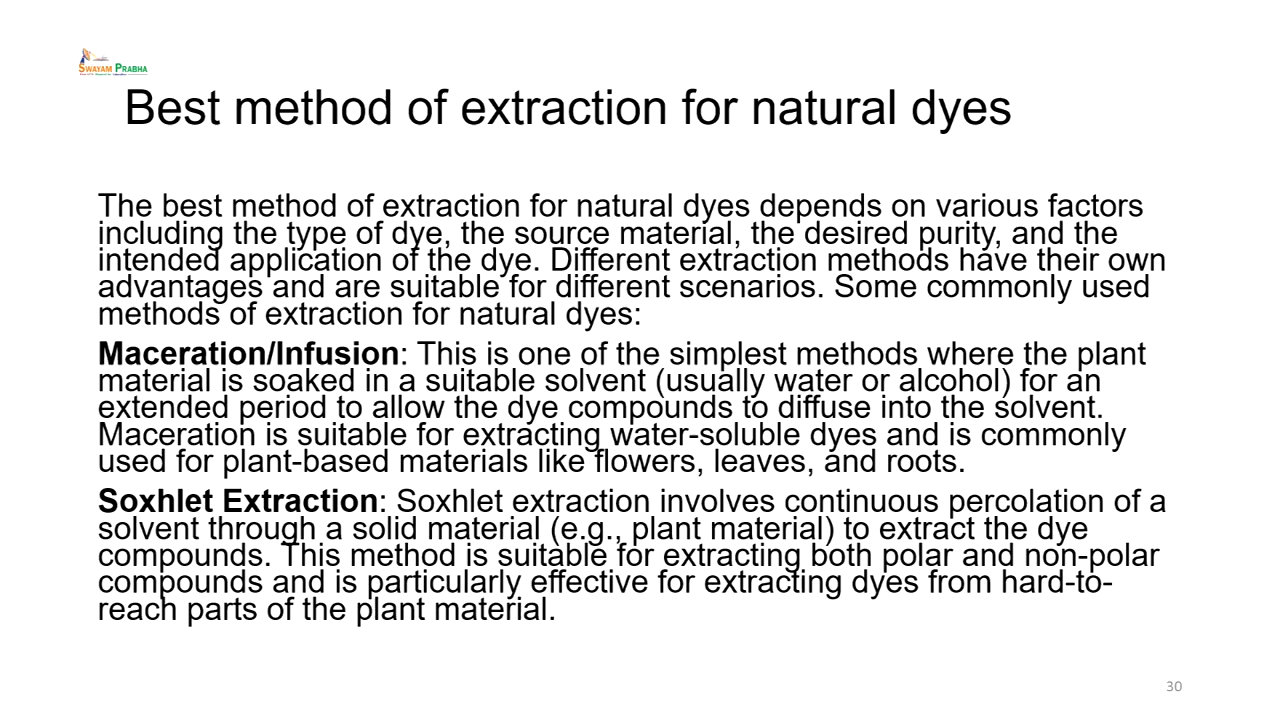 SWAYAM PRABHA
Best method of extraction for natural dyes
The best method of extraction for natural dyes depends on various factors
including the type of dye, the source material, the desired purity, and the
intended application of the dye. Different extraction methods have their own
advantages and are suitable for different scenarios. Some commonly used
methods of extraction for natural dyes:
Maceration/Infusion: This is one of the simplest methods where the plant
material is soaked in a suitable solvent (usually water or alcohol) for an
extended period to allow the dye compounds to diffuse into the solvent.
Maceration is suitable for extracting water-soluble dyes and is commonly
used for plant-based materials like flowers, leaves, and roots.
Soxhlet Extraction: Soxhlet extraction involves continuous percolation of a
solvent through a solid material (e.g., plant material) to extract the dye
compounds. This method is suitable for extracting both polar and non-polar
compounds and is particularly effective for extracting dyes from hard-to-
reach parts of the plant material.
30